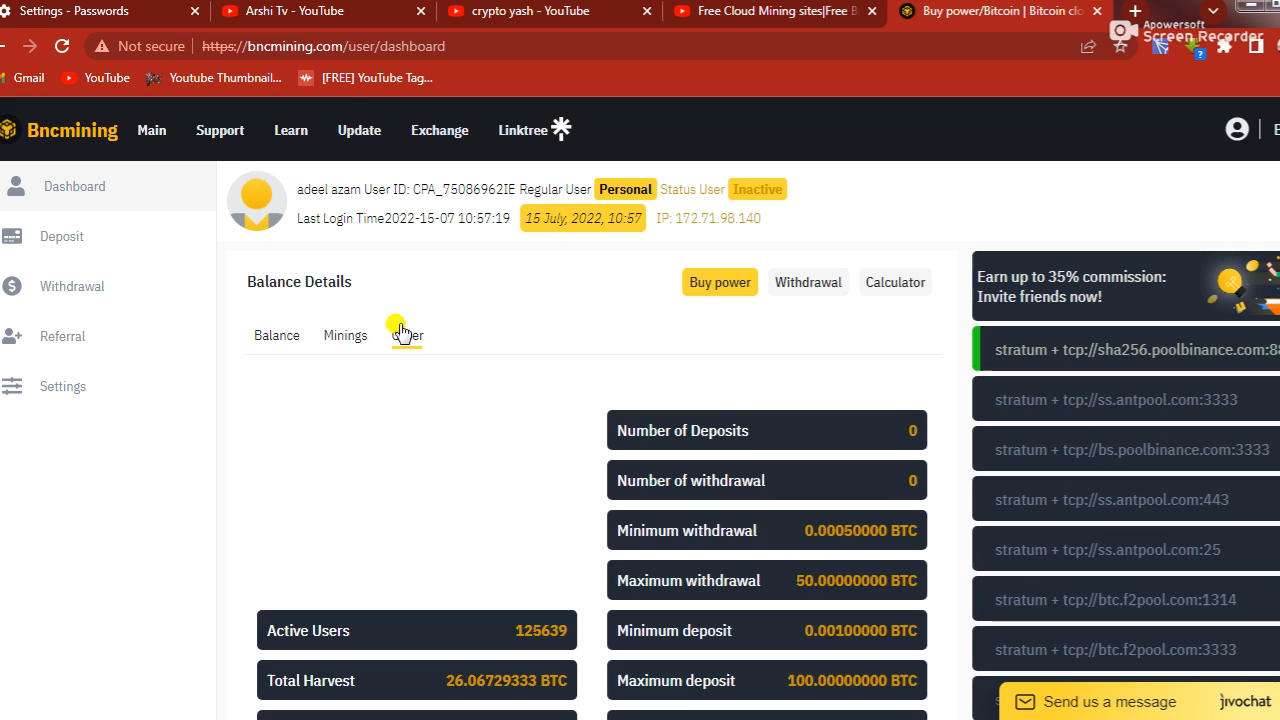 Settings - Passwords
Arshi Tv - YouTube
crypto yash - YouTube
Free Cloud Mining sites|Free B
Buy power/Bitcoin | Bitcoin clo
Apowersoft
Screen Recorder
Not secure
https://bncmining.com/user/dashboard
Gmail
YouTube
Youtube Thumbnail...
[FREE] YouTube Tag...
Bncmining
Main
Support
Learn
Update
Exchange
Linktree
Dashboard
Deposit
Withdrawal
Referral
Settings
adeel azam User ID: CPA_75086962IE Regular User Personal Status User Inactive
Last Login Time2022-15-07 10:57:19 15 July, 2022, 10:57 IP: 172.71.98.140
Balance Details
Buy power
Withdrawal
Calculator
Balance
Minings
Number of Deposits 0
Number of withdrawal 0
Minimum withdrawal 0.00050000 BTC
Maximum withdrawal 50.00000000 BTC
Active Users 125639
Minimum deposit 0.00100000 BTC
Total Harvest 26.06729333 BTC
Maximum deposit 100.00000000 BTC
Earn up to 35% commission:
Invite friends now!
stratum + tcp://sha256.poolbinance.com:88
stratum + tcp://ss.antpool.com:3333
stratum + tcp://bs.poolbinance.com:3333
stratum + tcp://ss.antpool.com:443
stratum + tcp://ss.antpool.com:25
stratum + tcp://btc.f2pool.com:1314
stratum + tcp://btc.f2pool.com:3333
Send us a message
jivochat